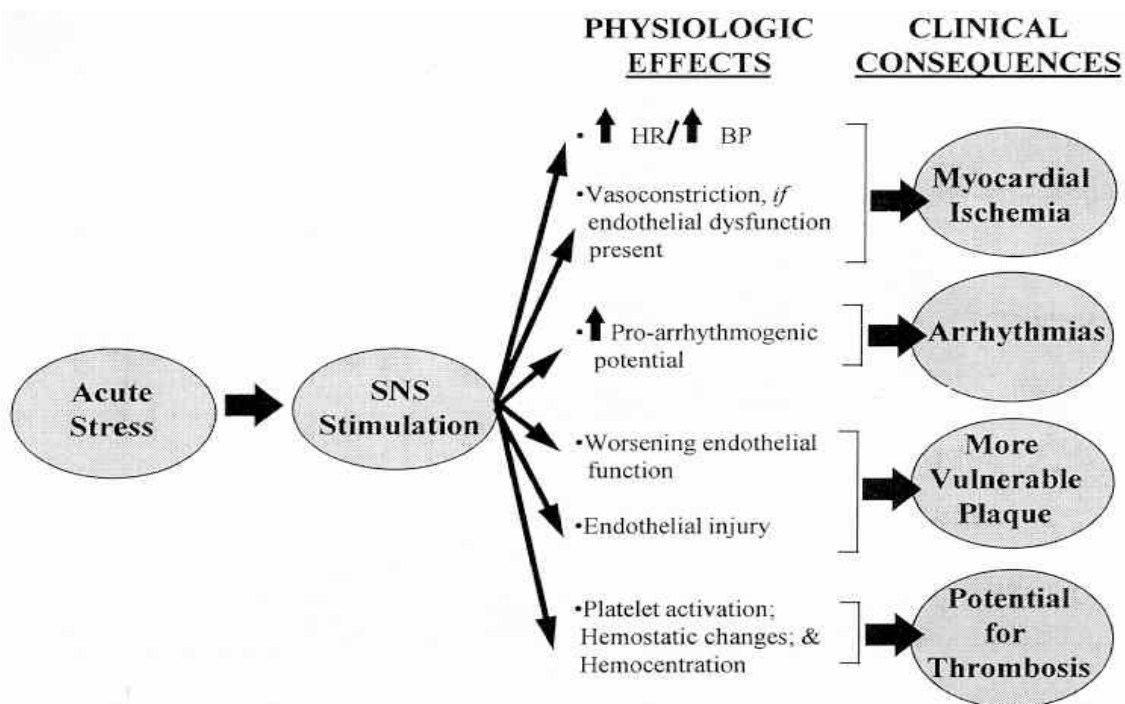 PHYSIOLOGIC
EFFECTS
CLINICAL
CONSEQUENCES
Acute
Stress
SNS
Stimulation
• ⬆ HR/⬆ BP
•Vasoconstriction, if
endothelial dysfunction
present
•⬆ Pro-arrhythmogenic
potential
•Worsening endothelial
function
•Endothelial injury
•Platelet activation;
Hemostatic changes; &
Hemocentration
Myocardial
Ischemia
Arrhythmias
More
Vulnerable
Plaque
Potential
for
Thrombosis